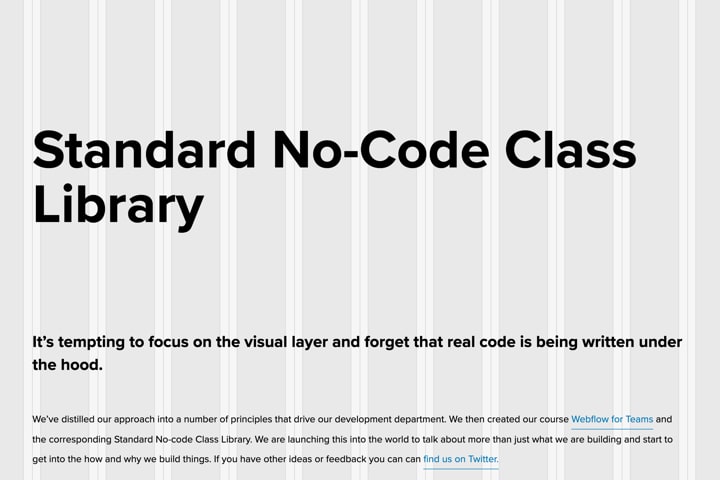 Standard No-Code Class
Library
It’s tempting to focus on the visual layer and forget that real code is being written under
the hood.
We’ve distilled our approach into a number of principles that drive our development department. We then created our course Webflow for Teams and
the corresponding Standard No-code Class Library. We are launching this into the world to talk about more than just what we are building and start to
get into the how and why we build things. If you have other ideas or feedback you can can find us on Twitter.